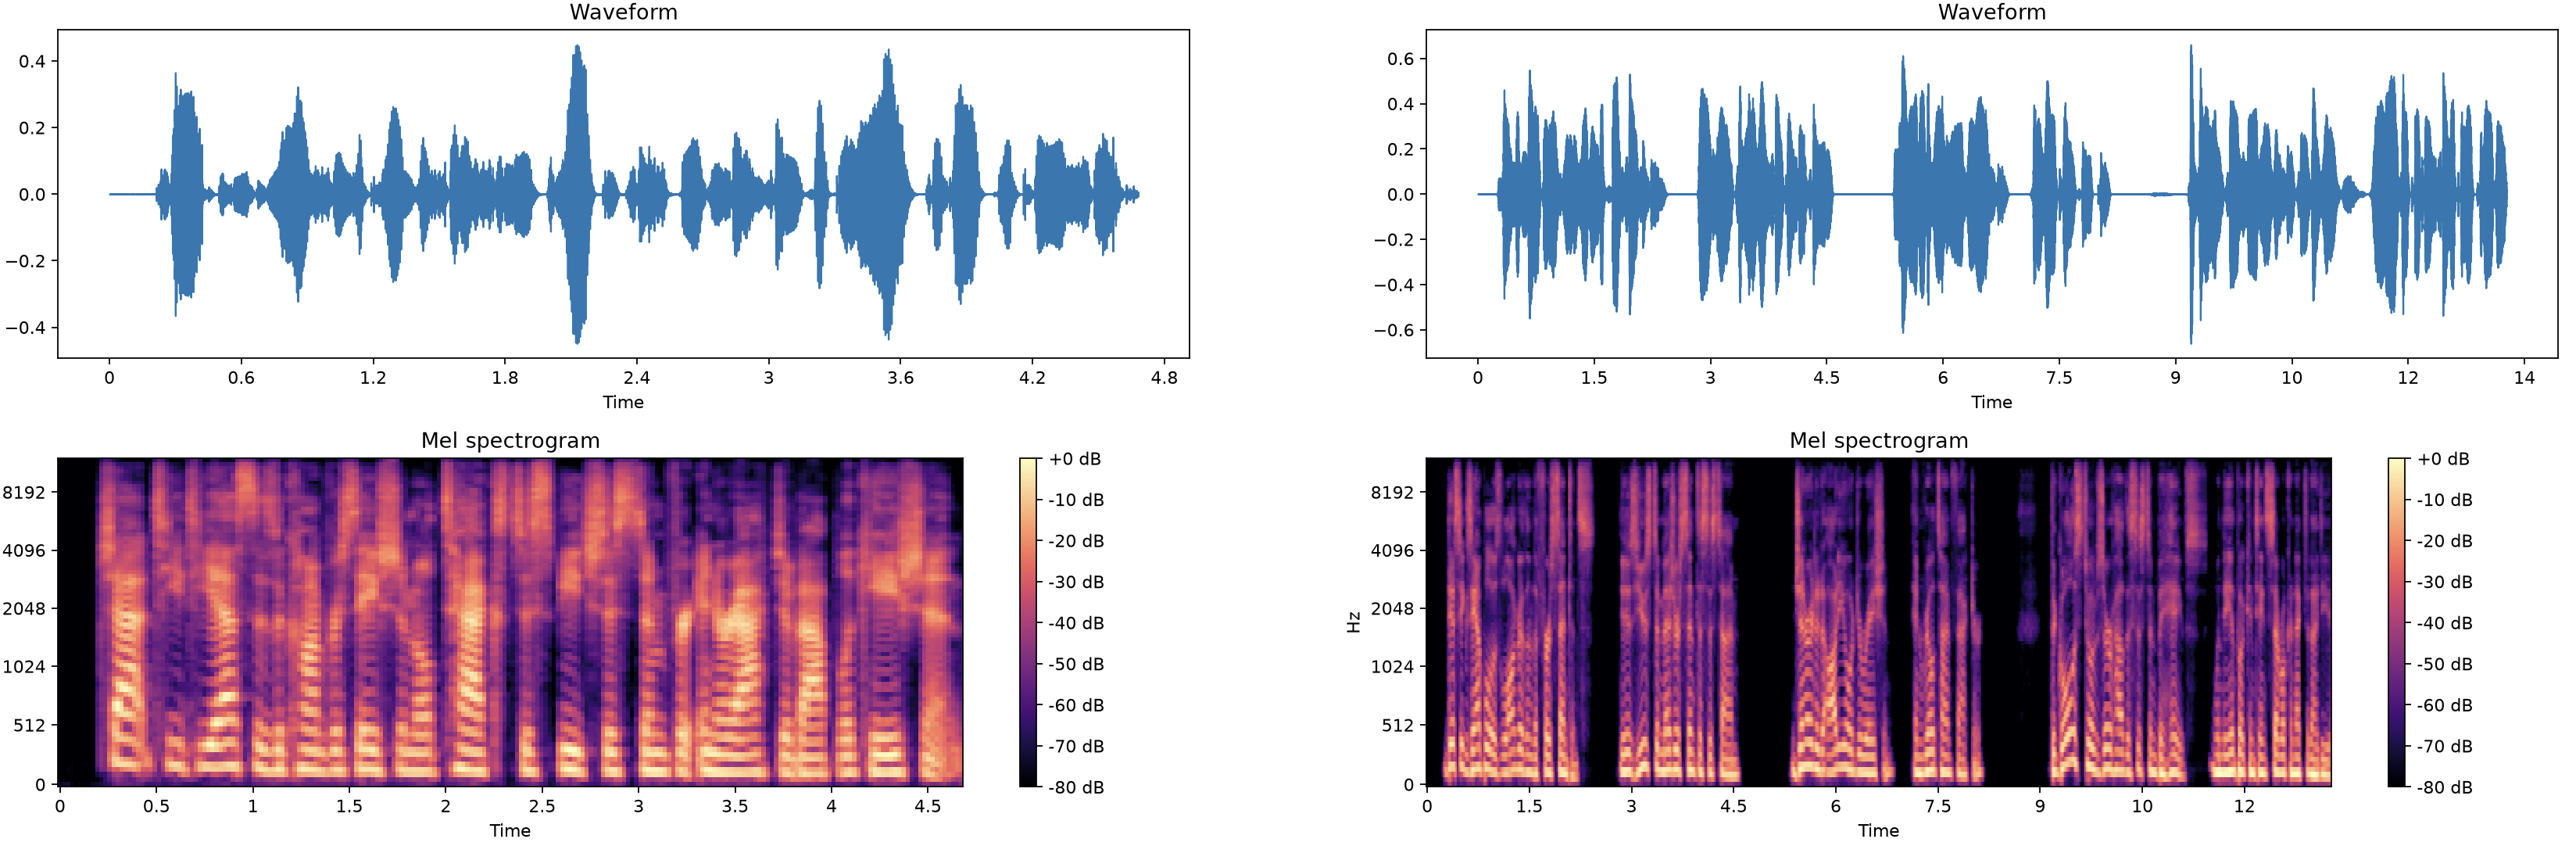 Waveform
0.4
0.2
0.0
−0.2
−0.4
0 0.6 1.2 1.8 2.4 3 3.6 4.2 4.8
Time
Waveform
0.6
0.4
0.2
0.0
−0.2
−0.4
−0.6
0 1.5 3 4.5 6 7.5 9 10 12 14
Time
Mel spectrogram
8192
4096
2048
1024
512
0
0 0.5 1 1.5 2 2.5 3 3.5 4 4.5
Time
+0 dB
-10 dB
-20 dB
-30 dB
-40 dB
-50 dB
-60 dB
-70 dB
-80 dB
Mel spectrogram
Hz
8192
4096
2048
1024
512
0
0 1.5 3 4.5 6 7.5 9 10 12
Time
+0 dB
-10 dB
-20 dB
-30 dB
-40 dB
-50 dB
-60 dB
-70 dB
-80 dB